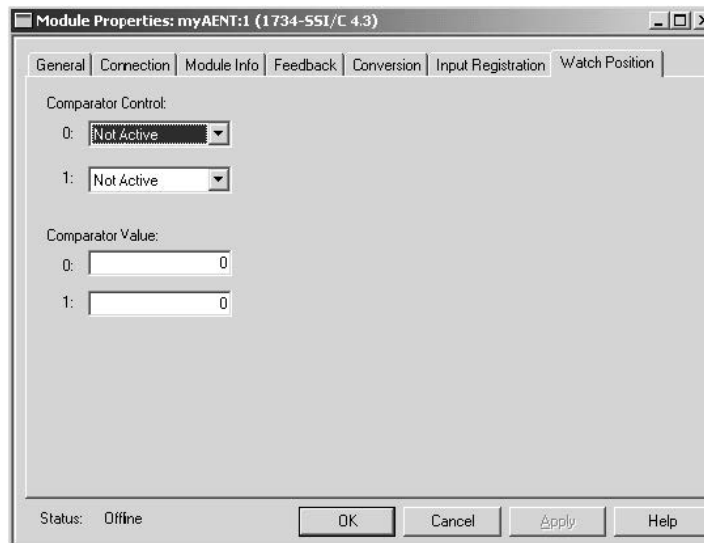 Module Properties: myAENT:1 (1734-SSI/C 4.3)
General Connection Module Info Feedback Conversion Input Registration Watch Position
Comparator Control:
0: Not Active
1: Not Active
Comparator Value:
0: 0
1: 0
Status: Offline OK Cancel Apply Help